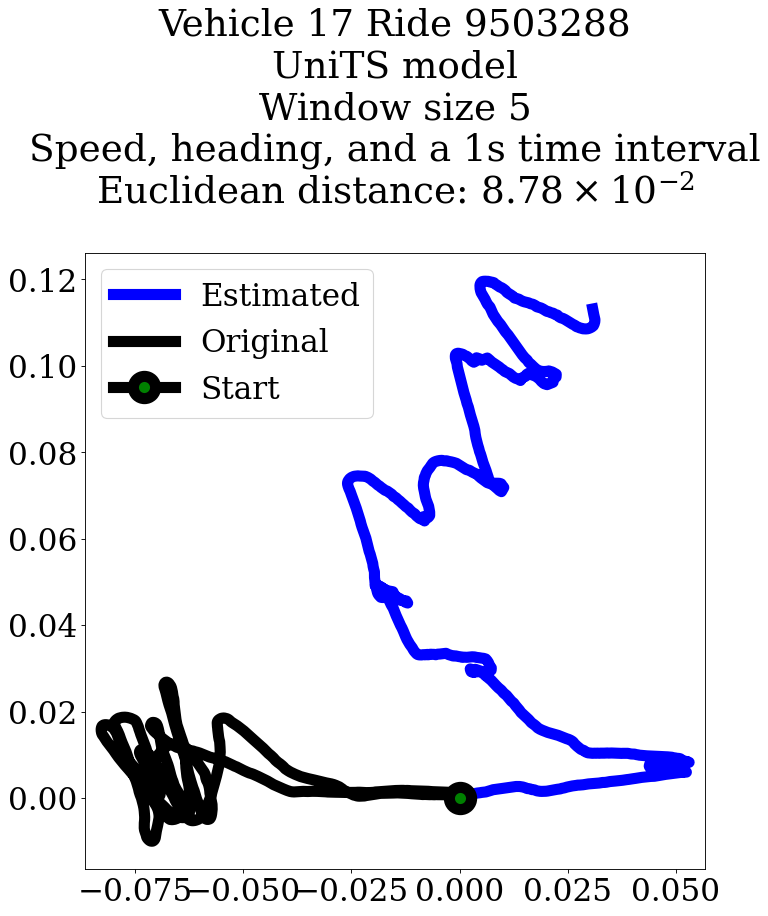 Vehicle 17 Ride 9503288
UniTS model
Window size 5
Speed, heading, and a 1s time interval
Euclidean distance: 8.78 × 10⁻²
Estimated
Original
Start
0.12
0.10
0.08
0.06
0.04
0.02
0.00
−0.075 −0.050 −0.025 0.000 0.025 0.050